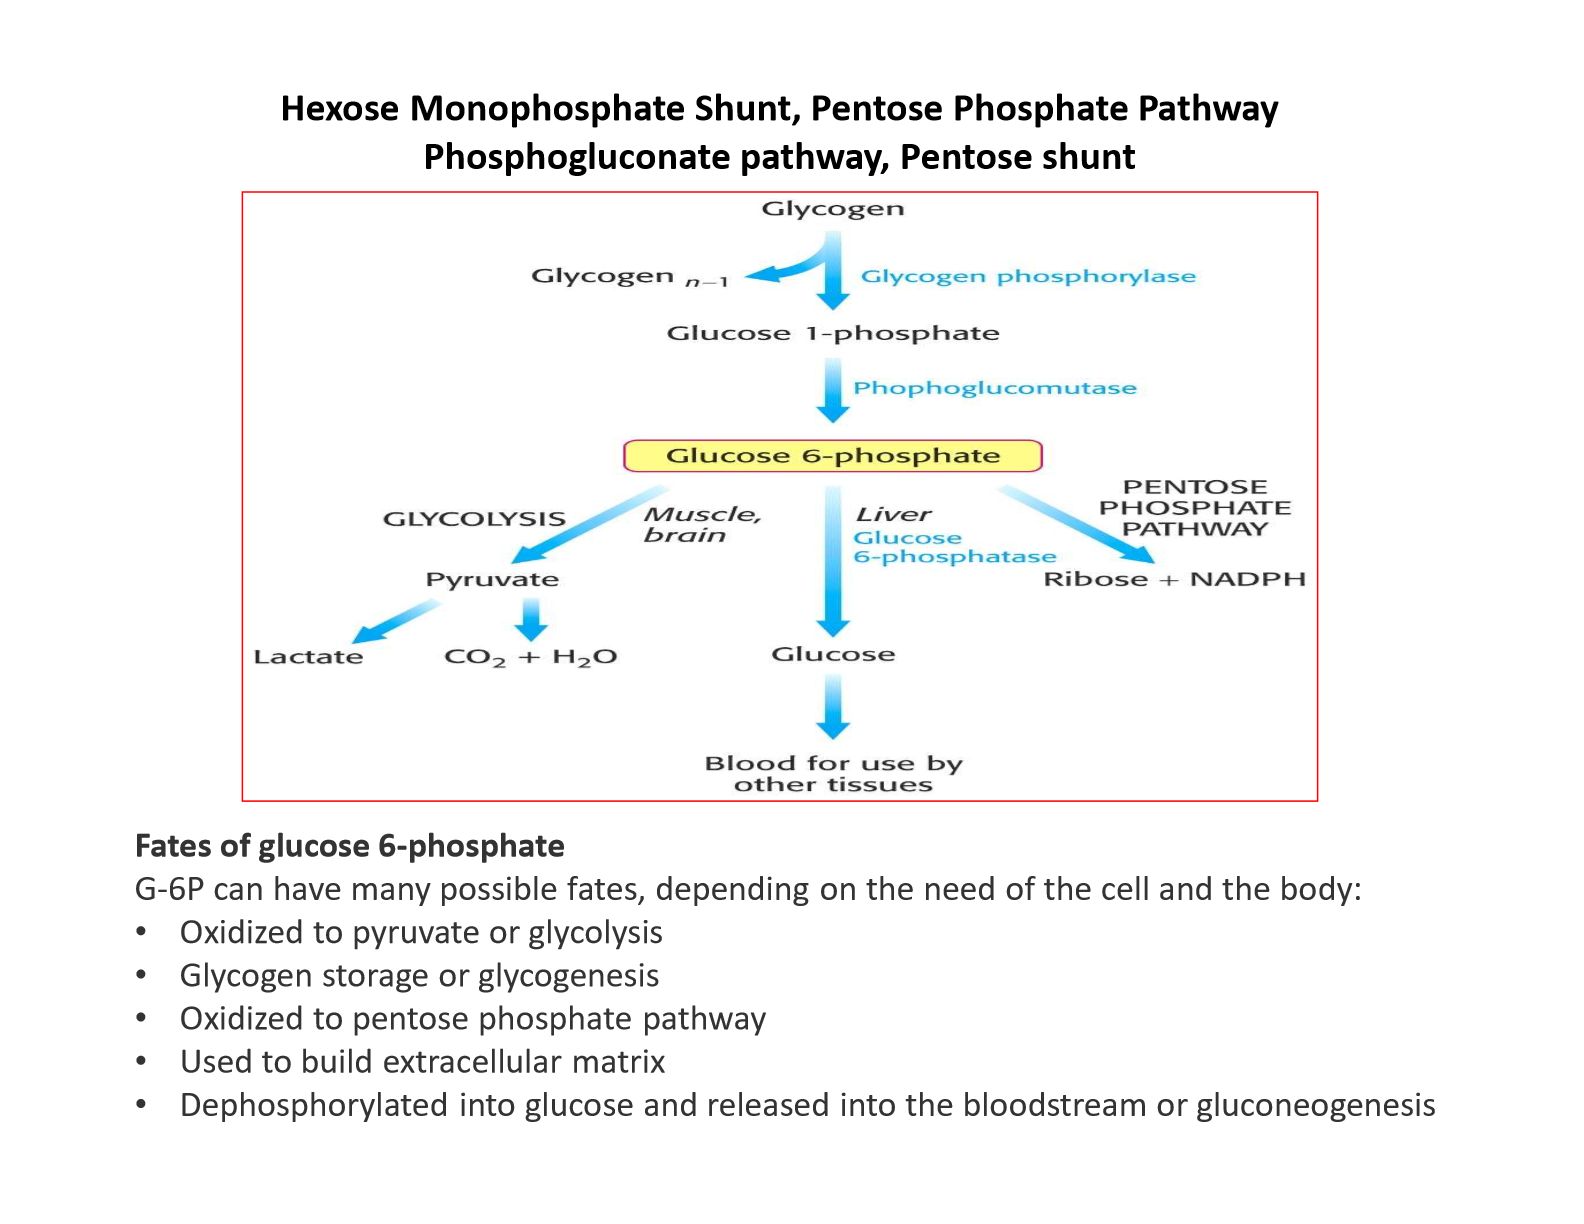 Hexose Monophosphate Shunt, Pentose Phosphate Pathway
Phosphogluconate pathway, Pentose shunt
Glycogen
Glycogen n−1
Glycogen phosphorylase
Glucose 1-phosphate
Phophoglucomutase
Glucose 6-phosphate
GLYCOLYSIS
Muscle,
brain
Liver
Glucose
6-phosphatase
PENTOSE
PHOSPHATE
PATHWAY
Pyruvate
Ribose + NADPH
Lactate
CO2 + H2O
Glucose
Blood for use by
other tissues
Fates of glucose 6-phosphate
G-6P can have many possible fates, depending on the need of the cell and the body:
• Oxidized to pyruvate or glycolysis
• Glycogen storage or glycogenesis
• Oxidized to pentose phosphate pathway
• Used to build extracellular matrix
• Dephosphorylated into glucose and released into the bloodstream or gluconeogenesis